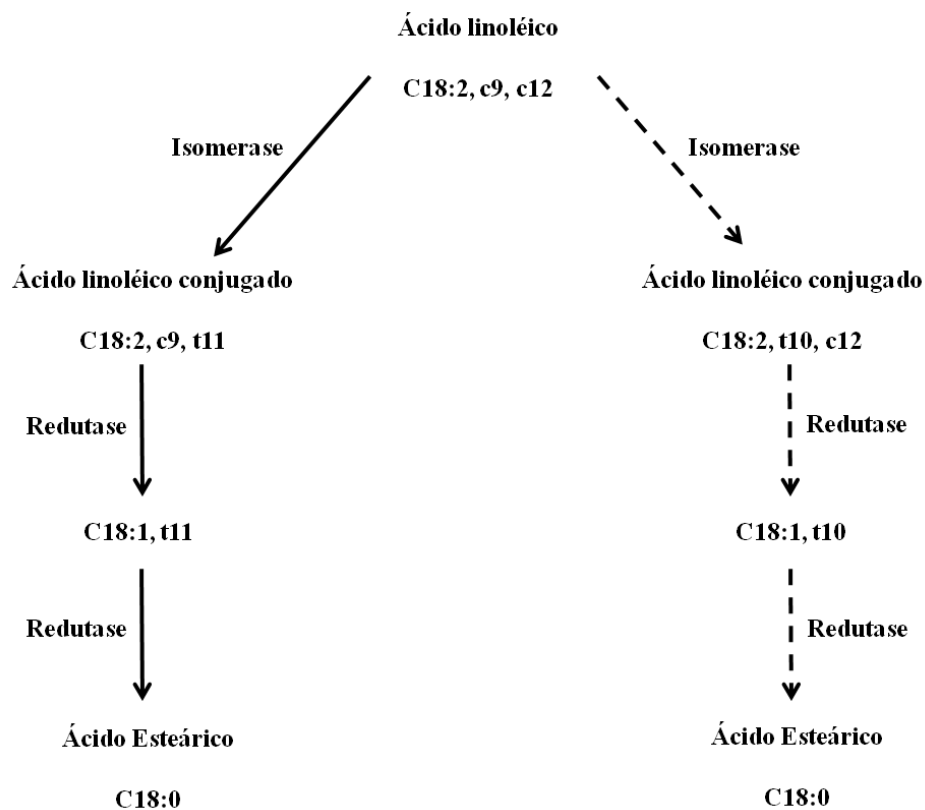 Ácido linoléico
C18:2, c9, c12
Isomerase
Isomerase
Ácido linoléico conjugado
Ácido linoléico conjugado
C18:2, c9, t11
C18:2, t10, c12
Redutase
Redutase
C18:1, t11
C18:1, t10
Redutase
Redutase
Ácido Esteárico
Ácido Esteárico
C18:0
C18:0